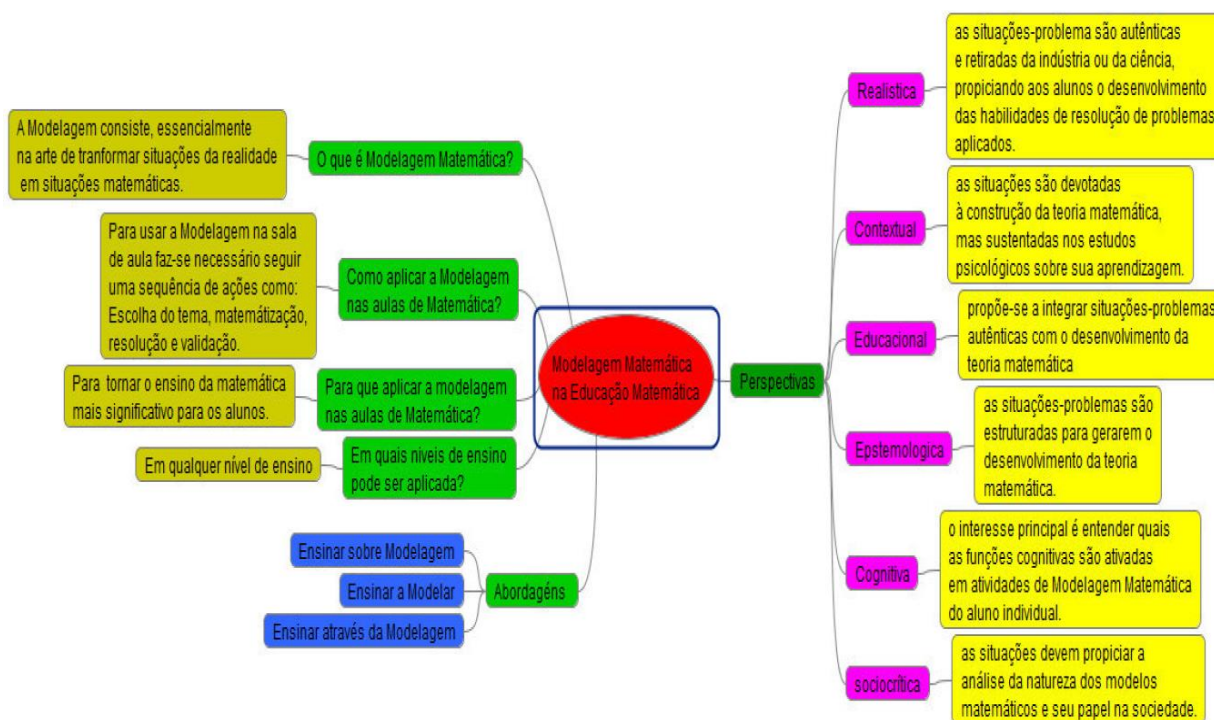 Modelagem Matemática
na Educação Matemática
O que é Modelagem Matemática?
A Modelagem consiste, essencialmente
na arte de tranformar situações da realidade
em situações matemáticas.
Como aplicar a Modelagem
nas aulas de Matemática?
Para usar a Modelagem na sala
de aula faz-se necessário seguir
uma sequência de ações como:
Escolha do tema, matemátização,
resolução e validação.
Para que aplicar a modelagem
nas aulas de Matemática?
Para tornar o ensino da matemática
mais significativo para os alunos.
Em quais níveis de ensino
pode ser aplicada?
Em qualquer nível de ensino
Abordagéns
Ensinar sobre Modelagem
Ensinar a Modelar
Ensinar através da Modelagem
Perspectivas
Realística
as situações-problema são autênticas
e retiradas da indústria ou da ciência,
propiciando aos alunos o desenvolvimento
das habilidades de resolução de problemas
aplicados.
Contextual
as situações são devotadas
à construção da teoria matemática,
mas sustentadas nos estudos
psicológicos sobre sua aprendizagem.
Educacional
propõe-se a integrar situações-problemas
autênticas com o desenvolvimento da
teoria matemática
Epstemologica
as situações-problemas são
estruturadas para gerarem o
desenvolvimento da teoria
matemática.
Cognitiva
o interesse principal é entender quais
as funções cognitivas são ativadas
em atividades de Modelagem Matemática
do aluno individual.
sociocrítica
as situações devem propiciar a
análise da natureza dos modelos
matemáticos e seu papel na sociedade.